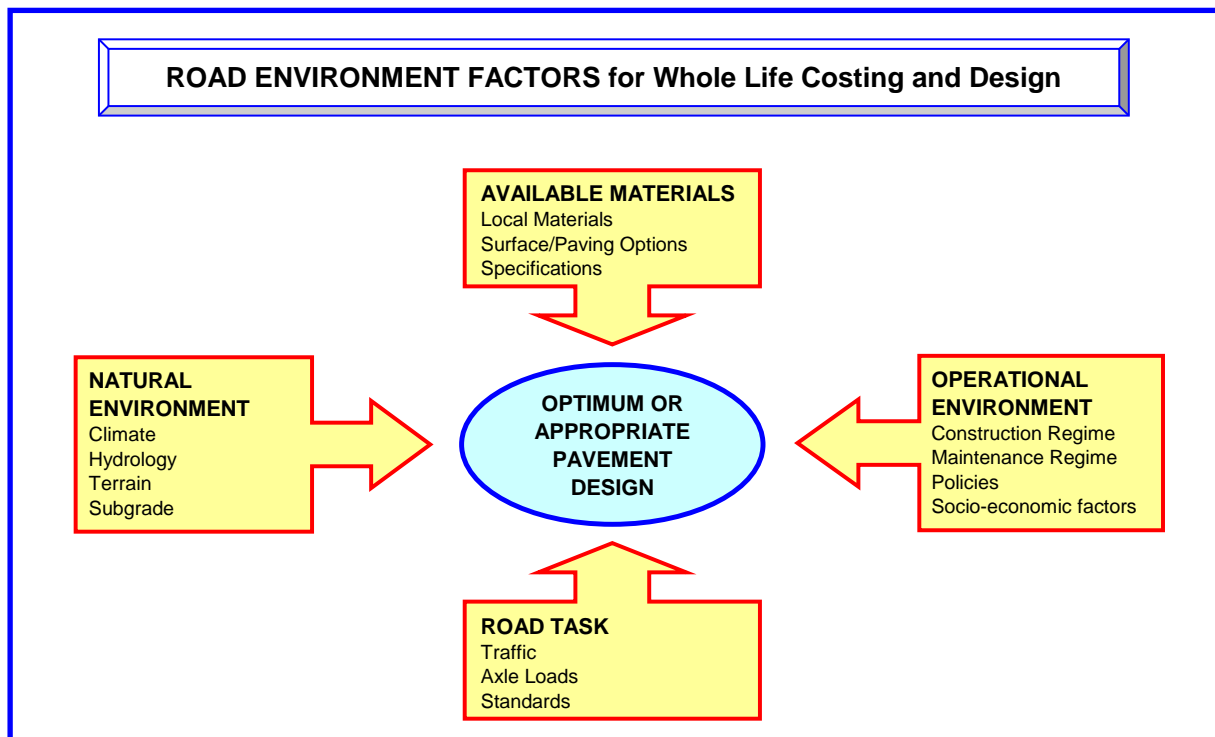 ROAD ENVIRONMENT FACTORS for Whole Life Costing and Design
AVAILABLE MATERIALS
Local Materials
Surface/Paving Options
Specifications
NATURAL
ENVIRONMENT
Climate
Hydrology
Terrain
Subgrade
OPTIMUM OR
APPROPRIATE
PAVEMENT
DESIGN
OPERATIONAL
ENVIRONMENT
Construction Regime
Maintenance Regime
Policies
Socio-economic factors
ROAD TASK
Traffic
Axle Loads
Standards